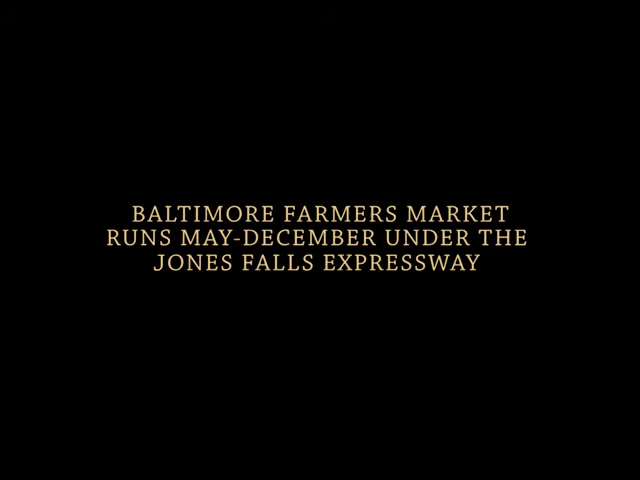 BALTIMORE FARMERS MARKET
RUNS MAY-DECEMBER UNDER THE
JONES FALLS EXPRESSWAY